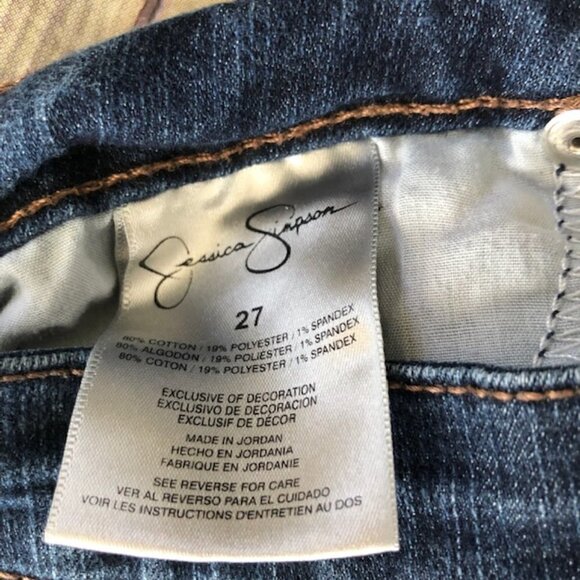 Jessica Simpson
27
80% COTTON / 19% POLYESTER / 1% SPANDEX
80% ALGODÓN / 19% POLIÉSTER / 1% SPANDEX
80% COTON / 19% POLYESTER / 1% SPANDEX
EXCLUSIVE OF DECORATION
EXCLUSIVO DE DECORACION
EXCLUSIF DE DÉCOR
MADE IN JORDAN
HECHO EN JORDANIA
FABRIQUE EN JORDANIE
SEE REVERSE FOR CARE
VER AL REVERSO PARA EL CUIDADO
VOIR LES INSTRUCTIONS D'ENTRETIEN AU DOS